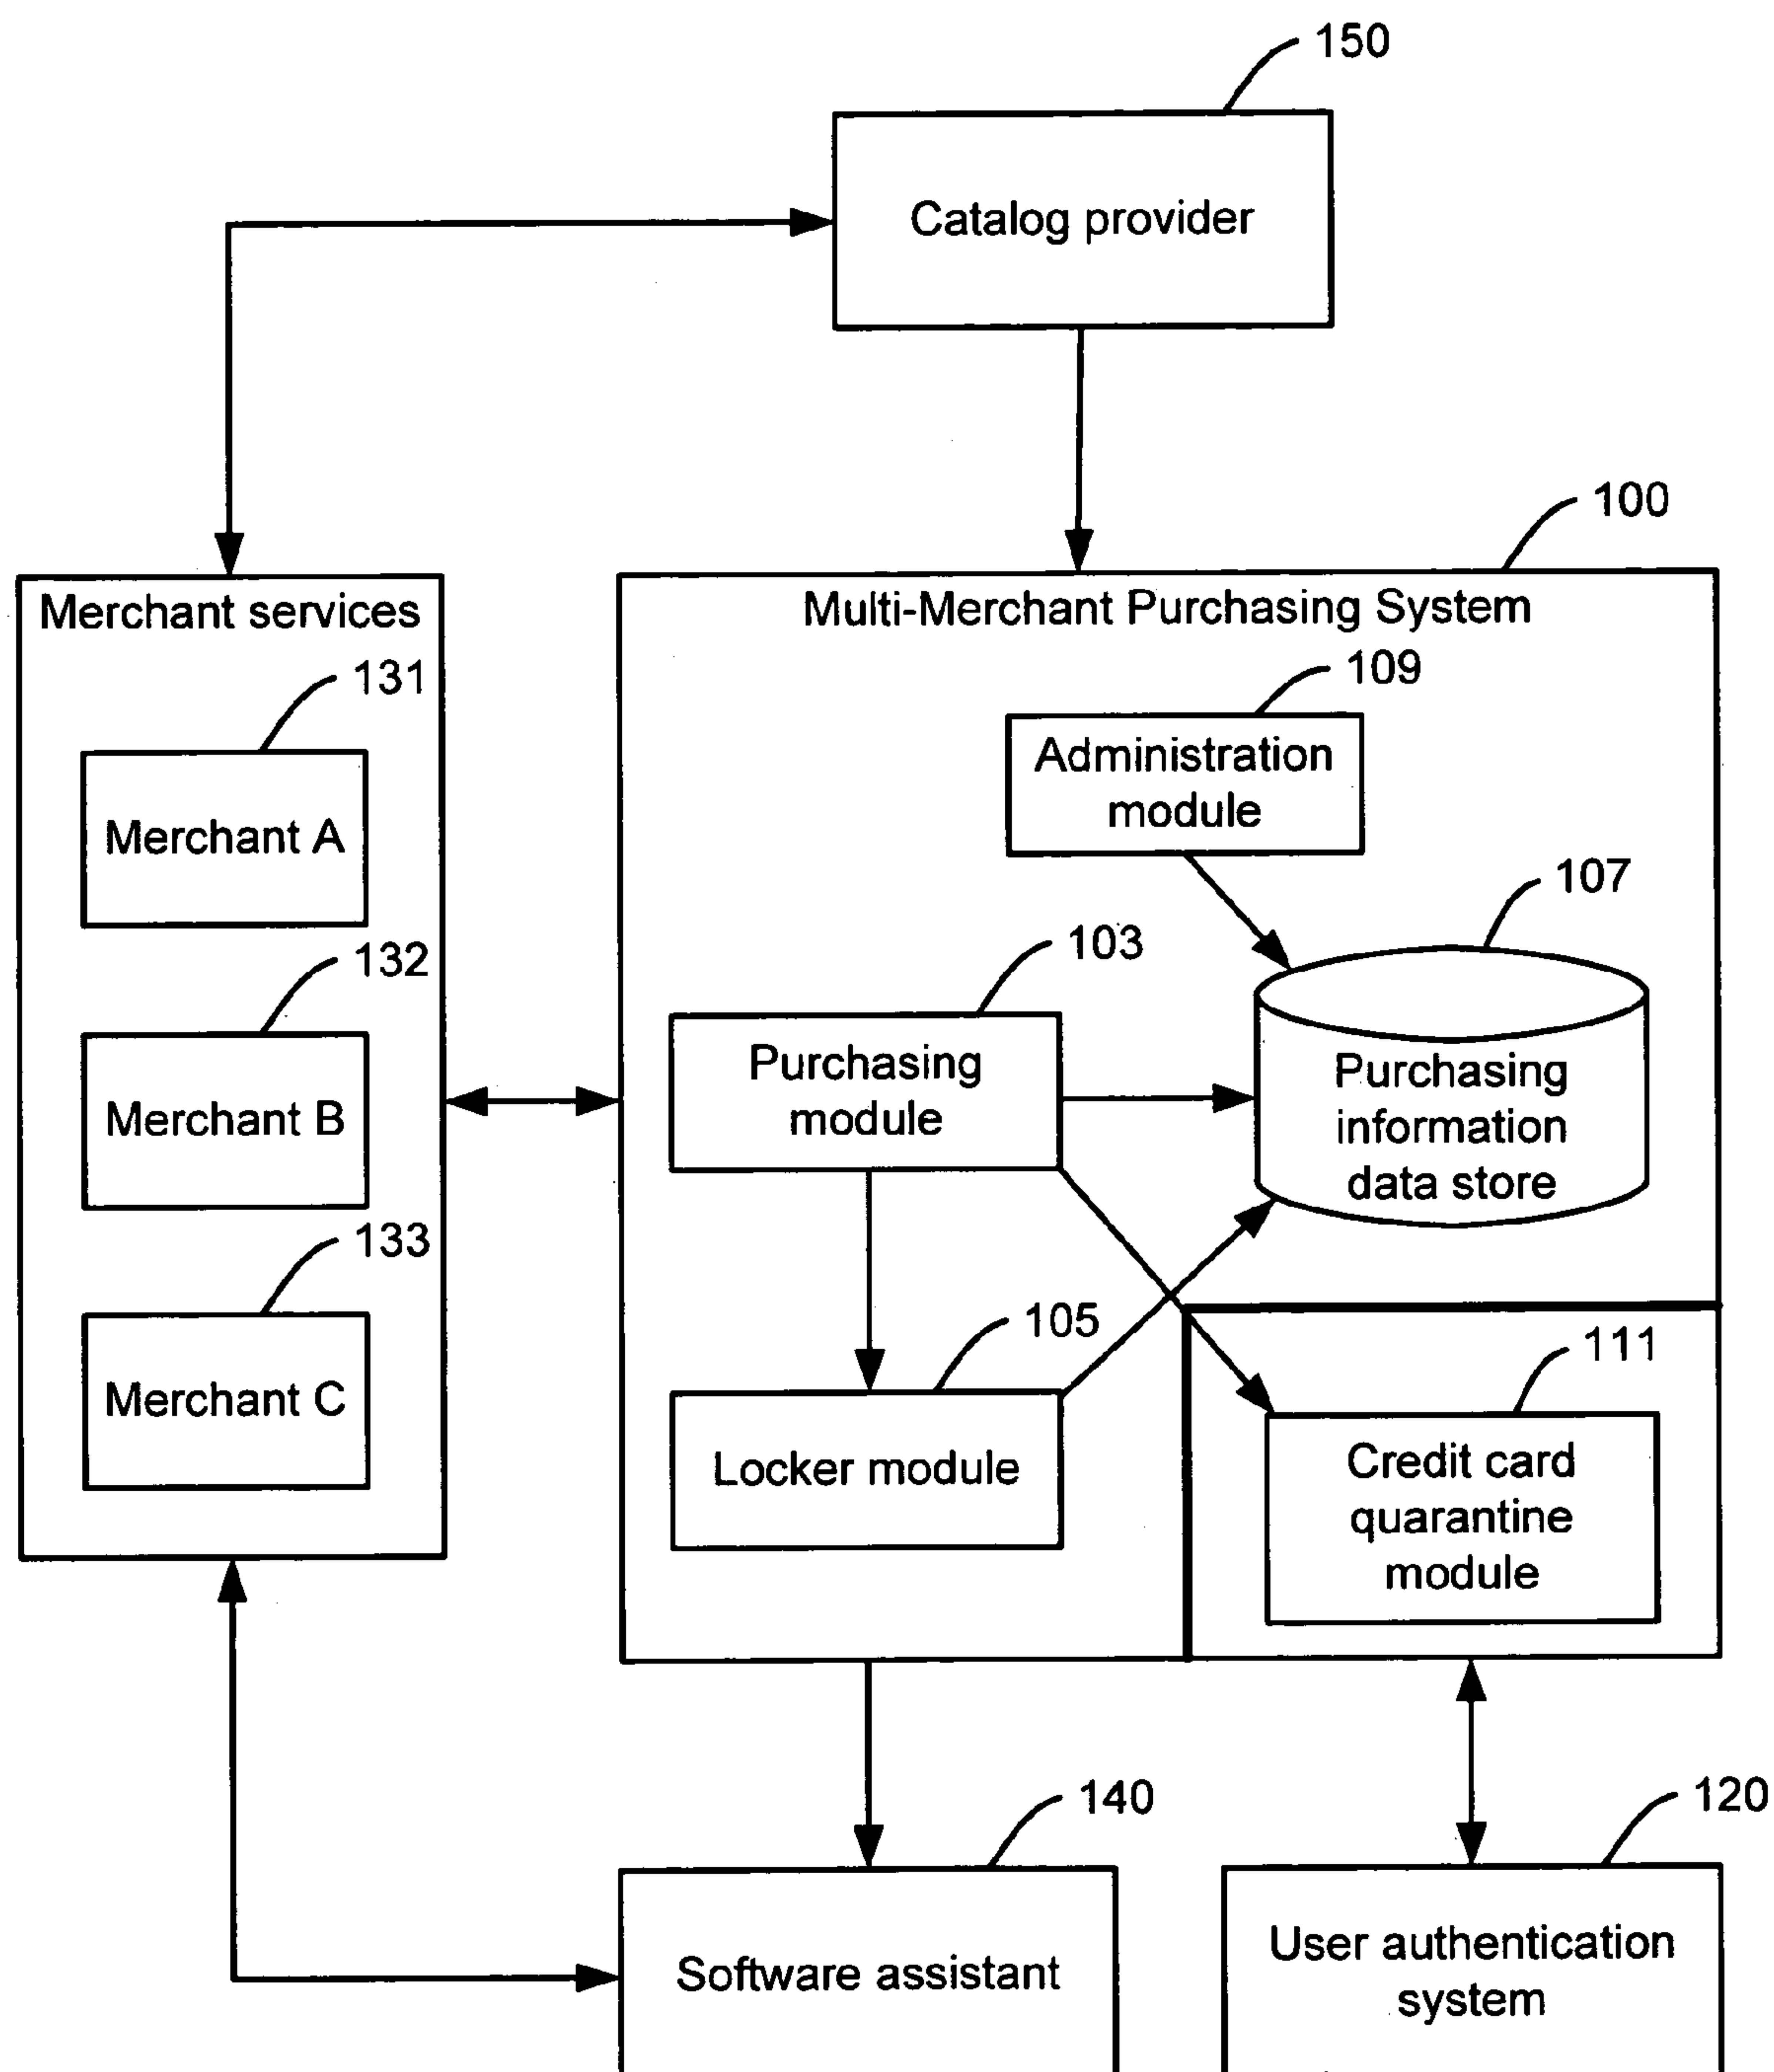 150
Catalog provider
100
Merchant services
Multi-Merchant Purchasing System
131
109
Merchant A
Administration
module
107
132
103
Merchant B
Purchasing
module
Purchasing
information
data store
133
105
111
Merchant C
Locker module
Credit card
quarantine
module
140
120
Software assistant
User authentication
system